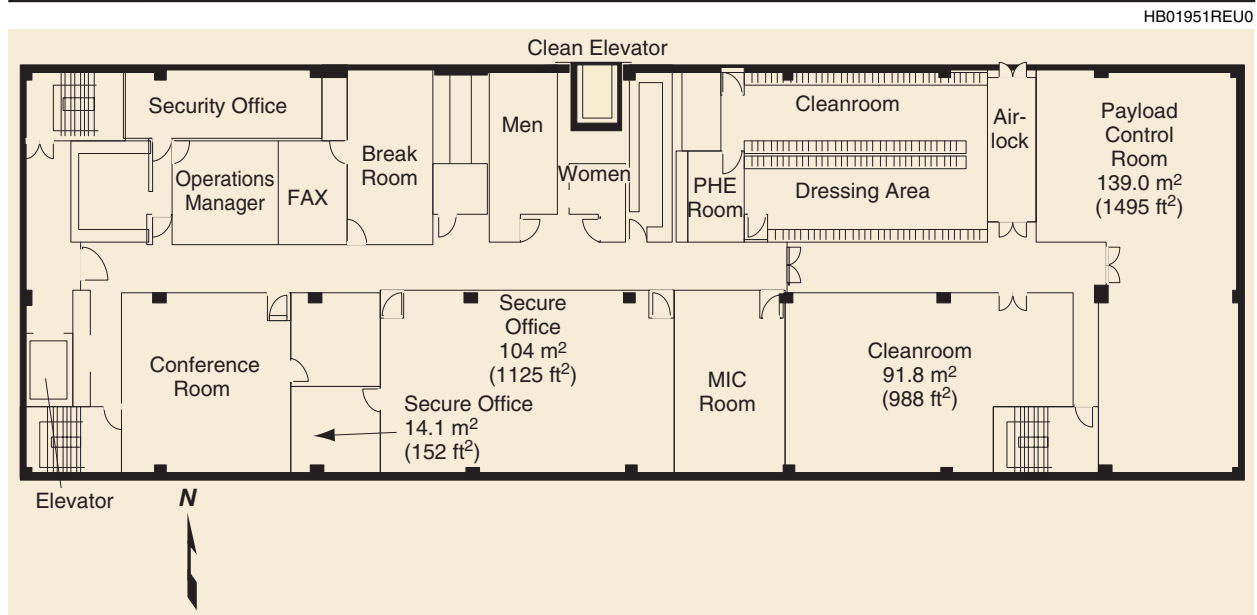 HB01951REU0
Clean Elevator
Security Office
Operations
Manager
FAX
Break
Room
Men
Women
PHE
Room
Cleanroom
Dressing Area
Air-
lock
Payload
Control
Room
139.0 m²
(1495 ft²)
Conference
Room
Secure
Office
104 m²
(1125 ft²)
Secure Office
14.1 m²
(152 ft²)
MIC
Room
Cleanroom
91.8 m²
(988 ft²)
Elevator
N